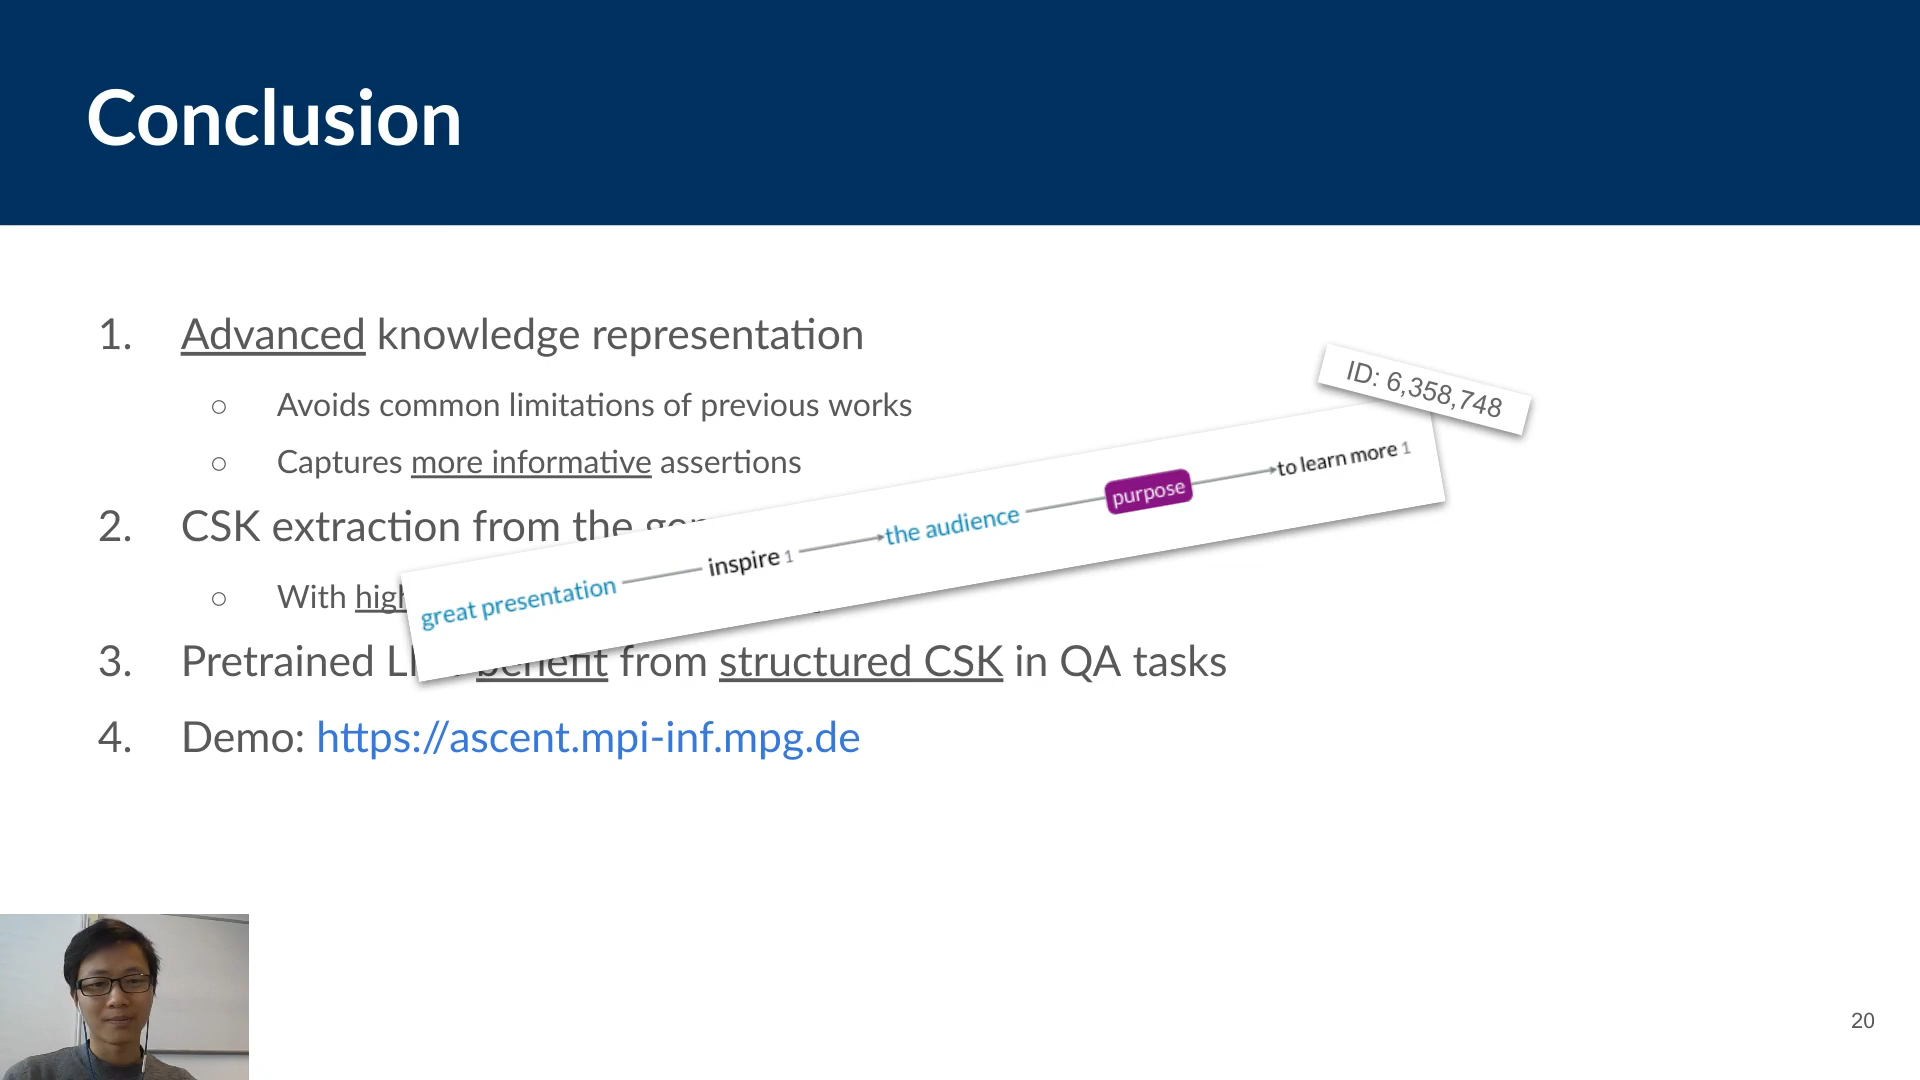 Conclusion
1. Advanced knowledge representation
○ Avoids common limitations of previous works
○ Captures more informative assertions
ID: 6,358,748
great presentation inspire 1 the audience purpose to learn more 1
2. CSK extraction from the
○ With
3. Pretrained benefit from structured CSK in QA tasks
4. Demo: https://ascent.mpi-inf.mpg.de
20